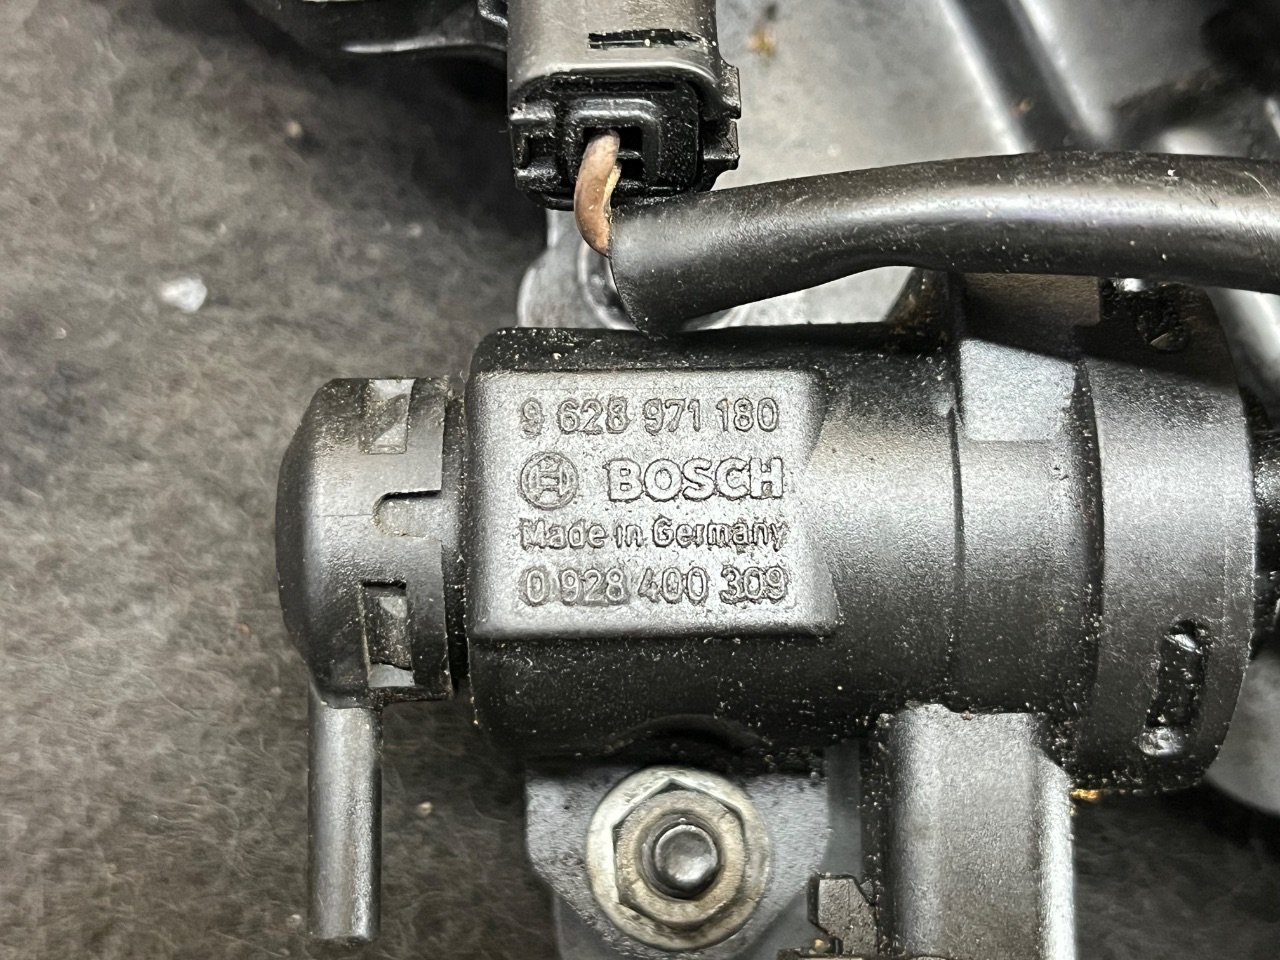 9 628 971 180
BOSCH
Made in Germany
0 928 400 309